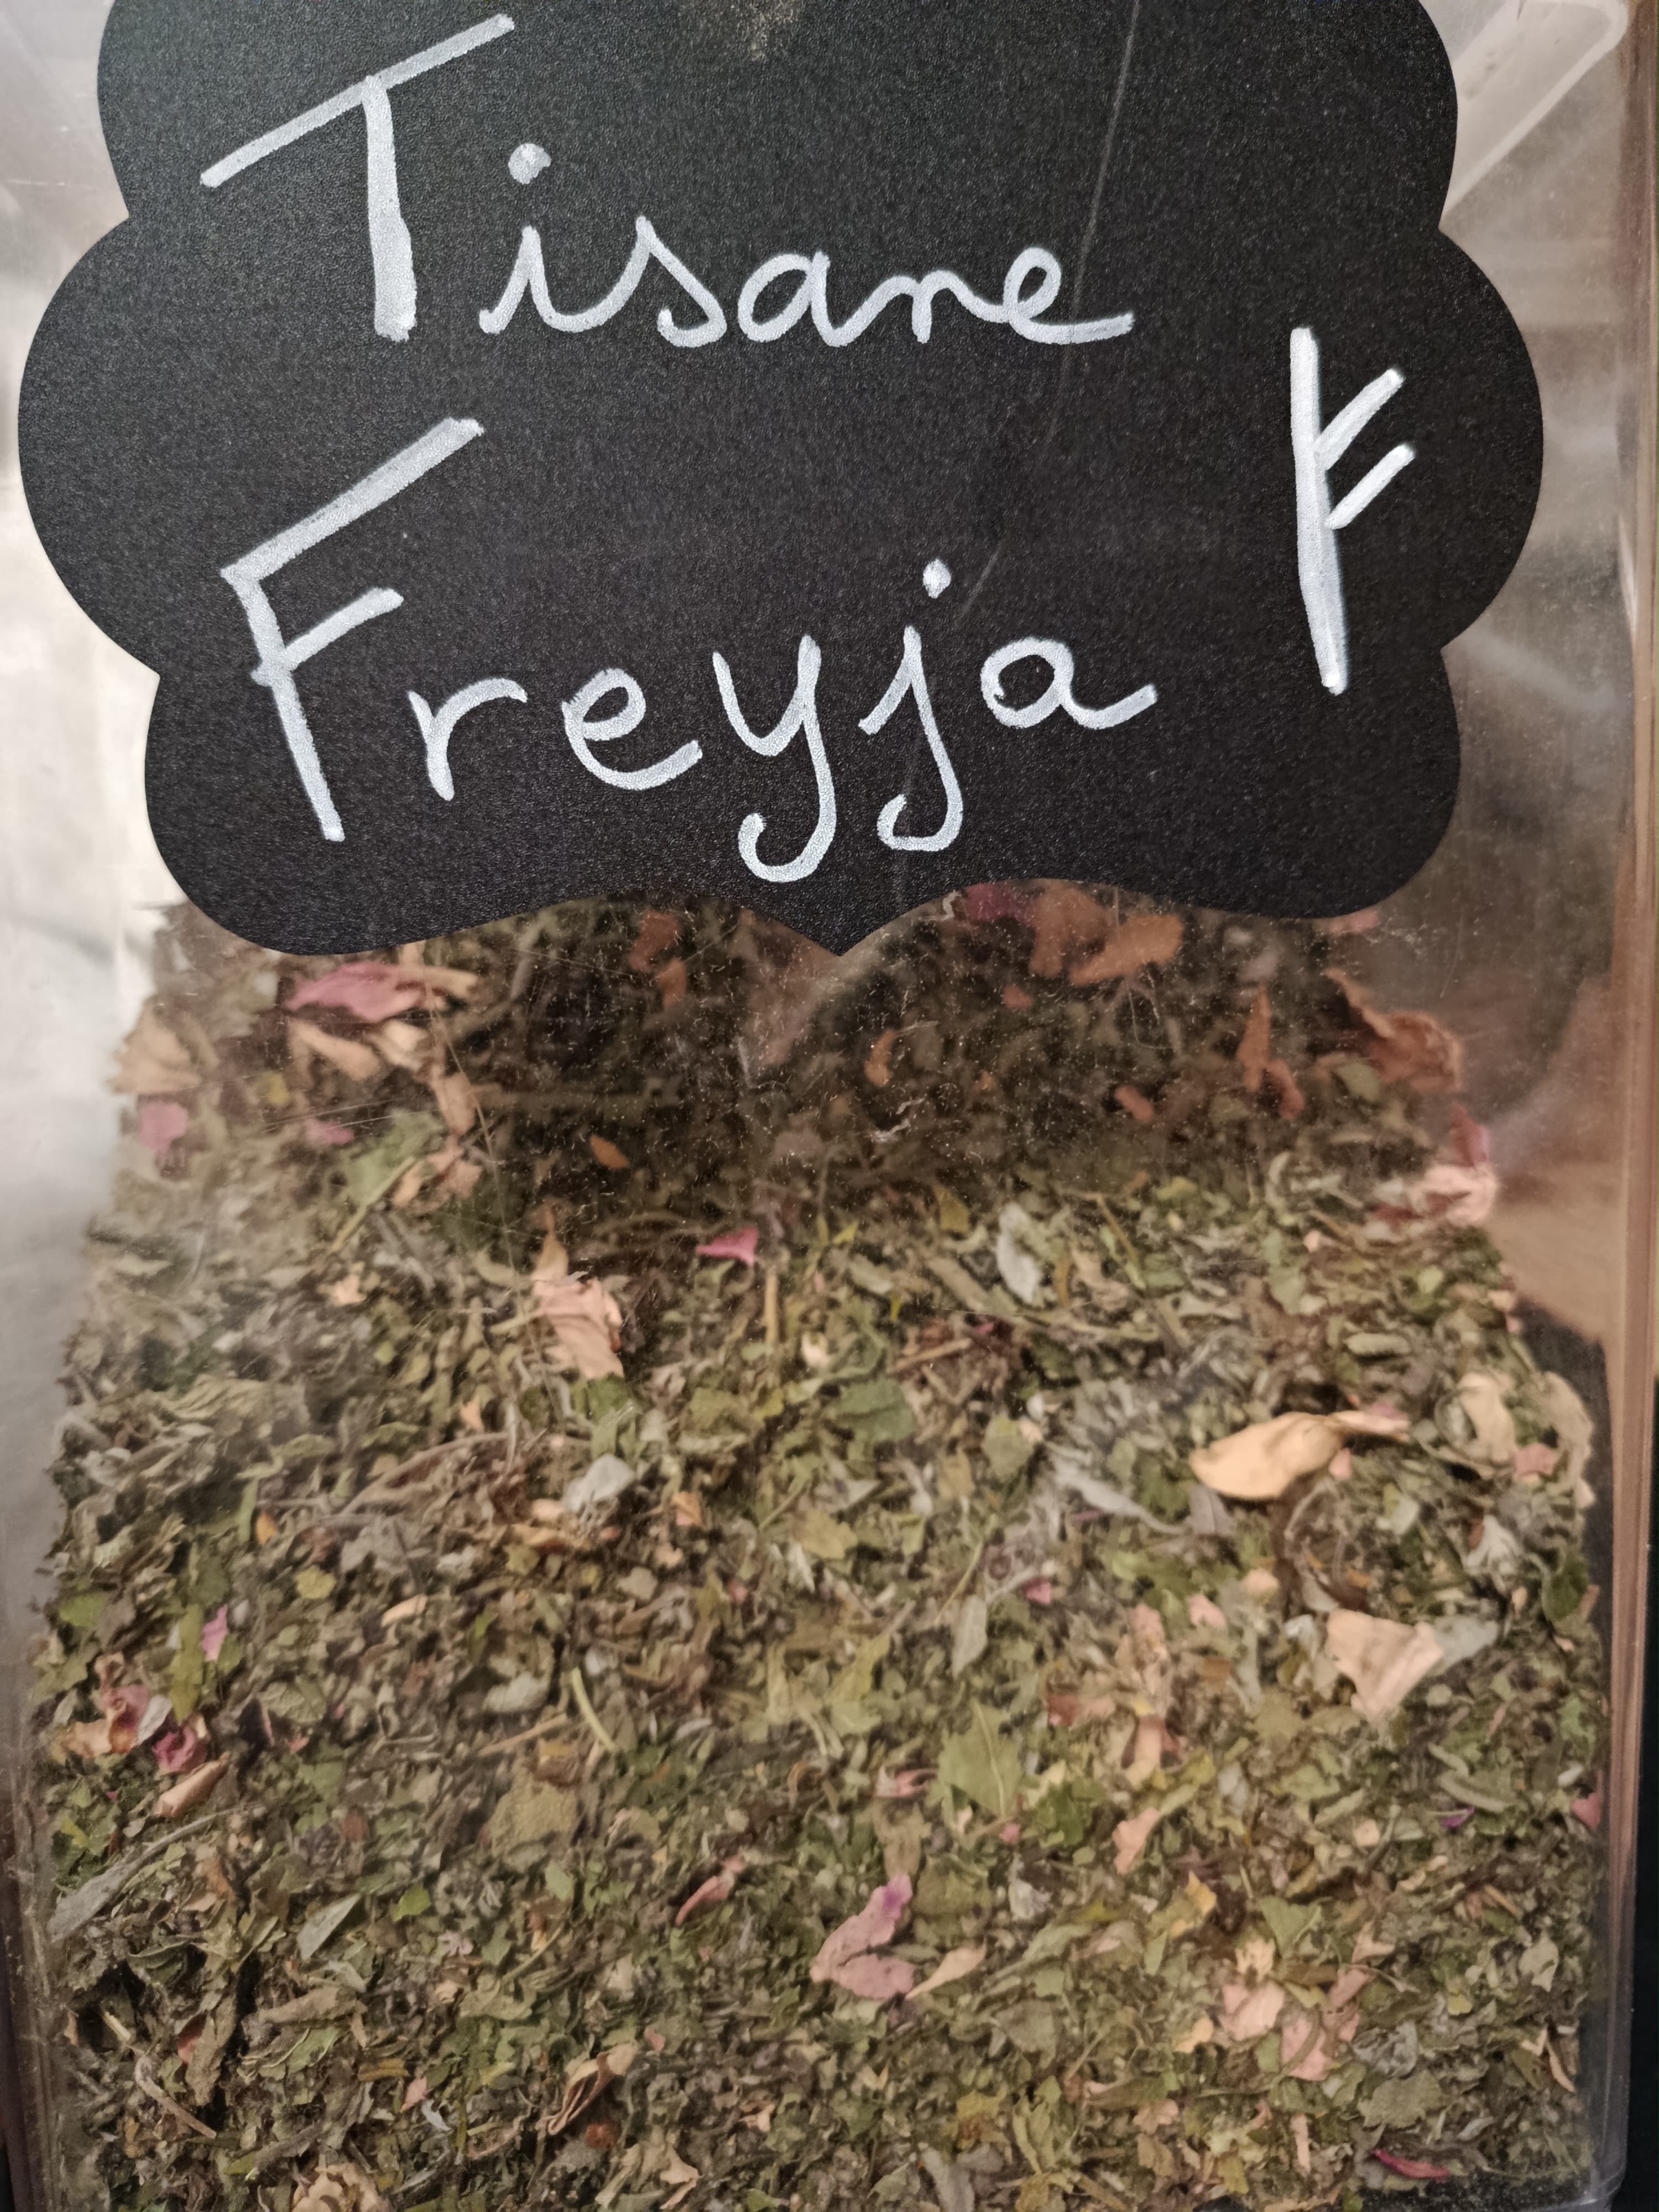 Tisane
Freyja ᚠ